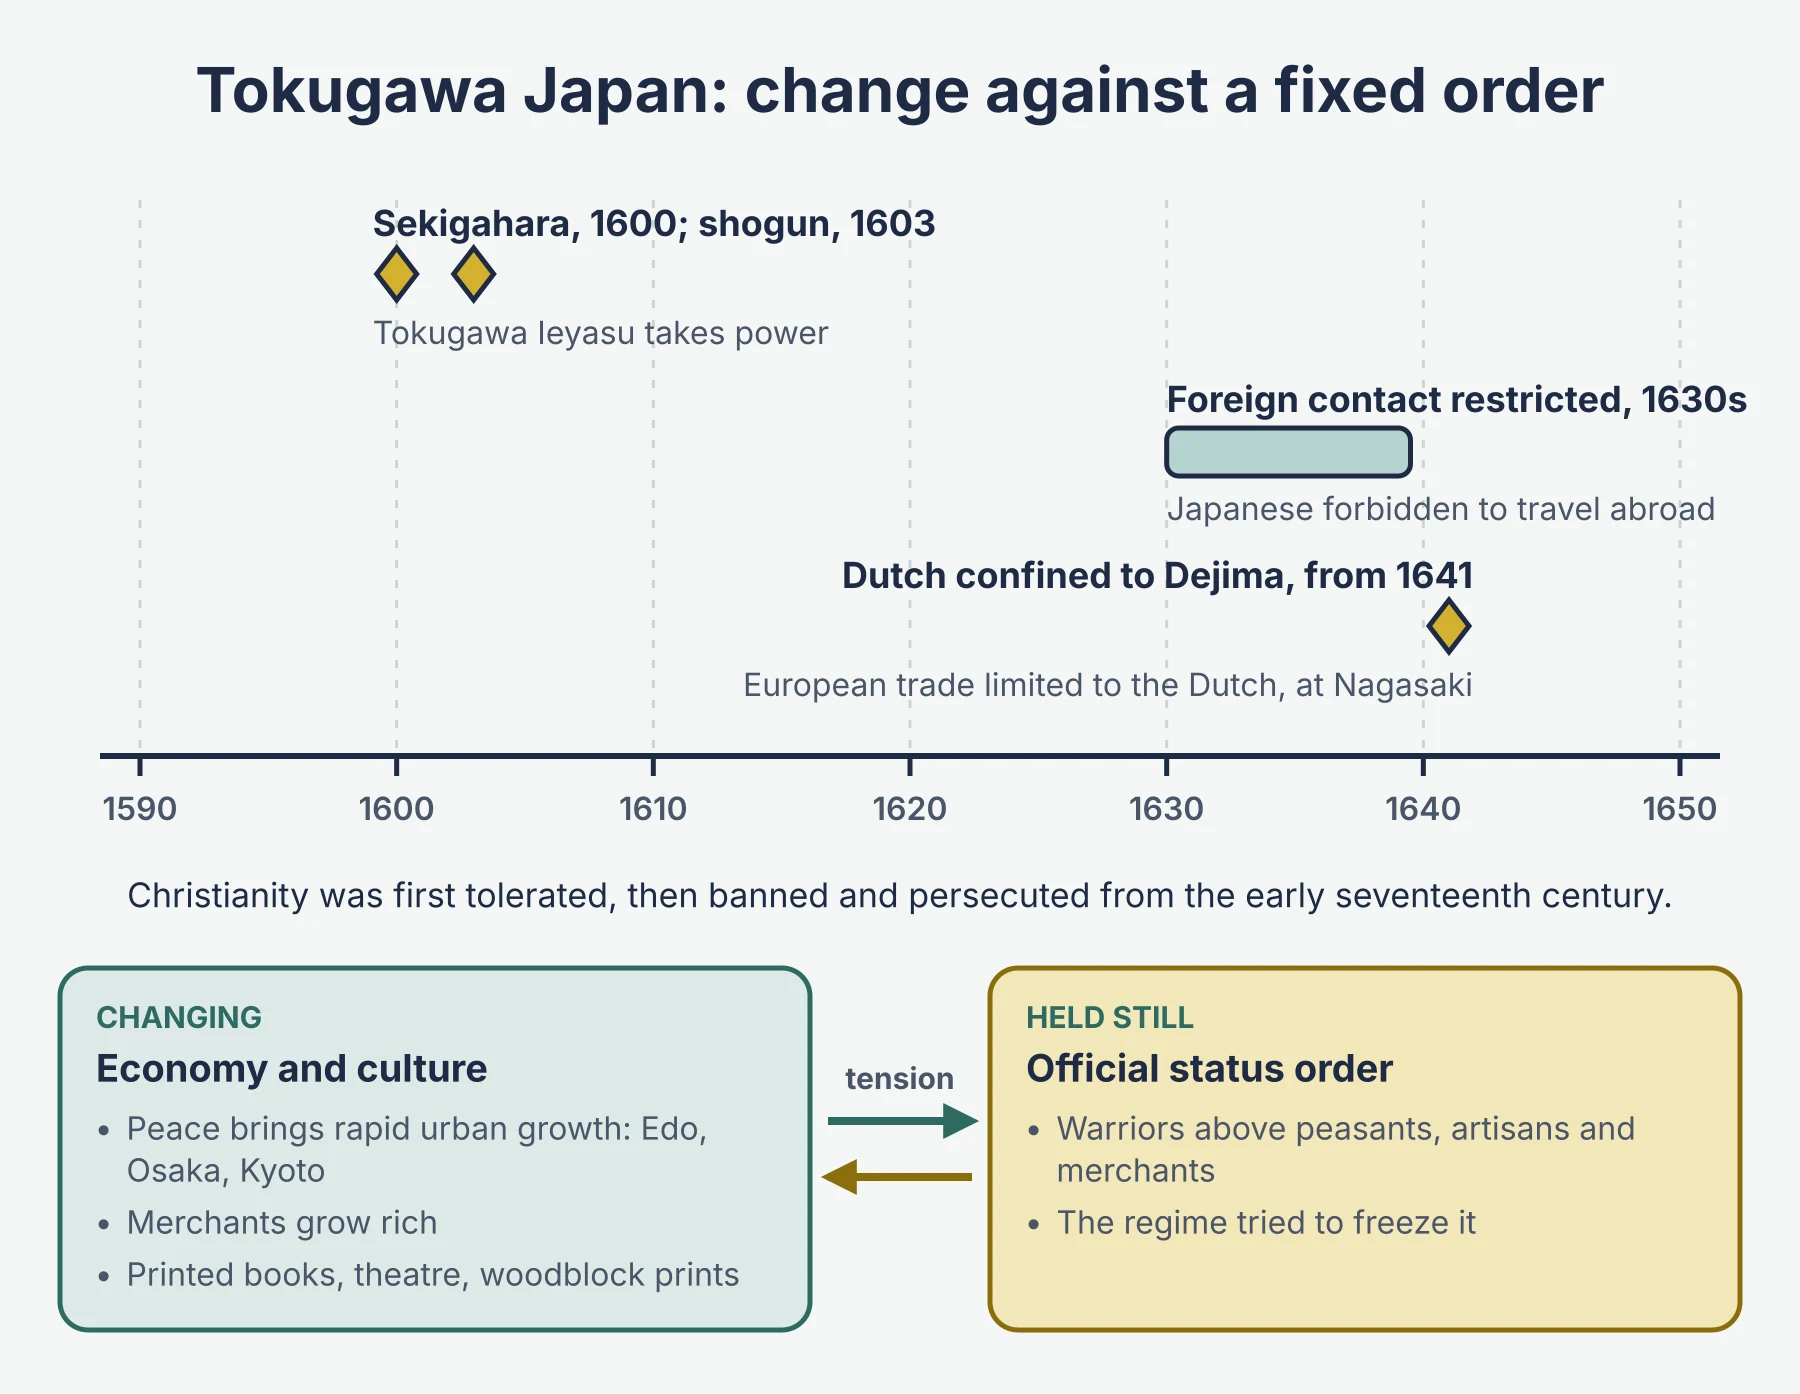 Tokugawa Japan: change against a fixed order
Sekigahara, 1600; shogun, 1603
Tokugawa Ieyasu takes power
Foreign contact restricted, 1630s
Japanese forbidden to travel abroad
Dutch confined to Dejima, from 1641
European trade limited to the Dutch, at Nagasaki
1590 1600 1610 1620 1630 1640 1650
Christianity was first tolerated, then banned and persecuted from the early seventeenth century.
CHANGING
Economy and culture
• Peace brings rapid urban growth: Edo,
Osaka, Kyoto
• Merchants grow rich
• Printed books, theatre, woodblock prints
tension
HELD STILL
Official status order
• Warriors above peasants, artisans and
merchants
• The regime tried to freeze it